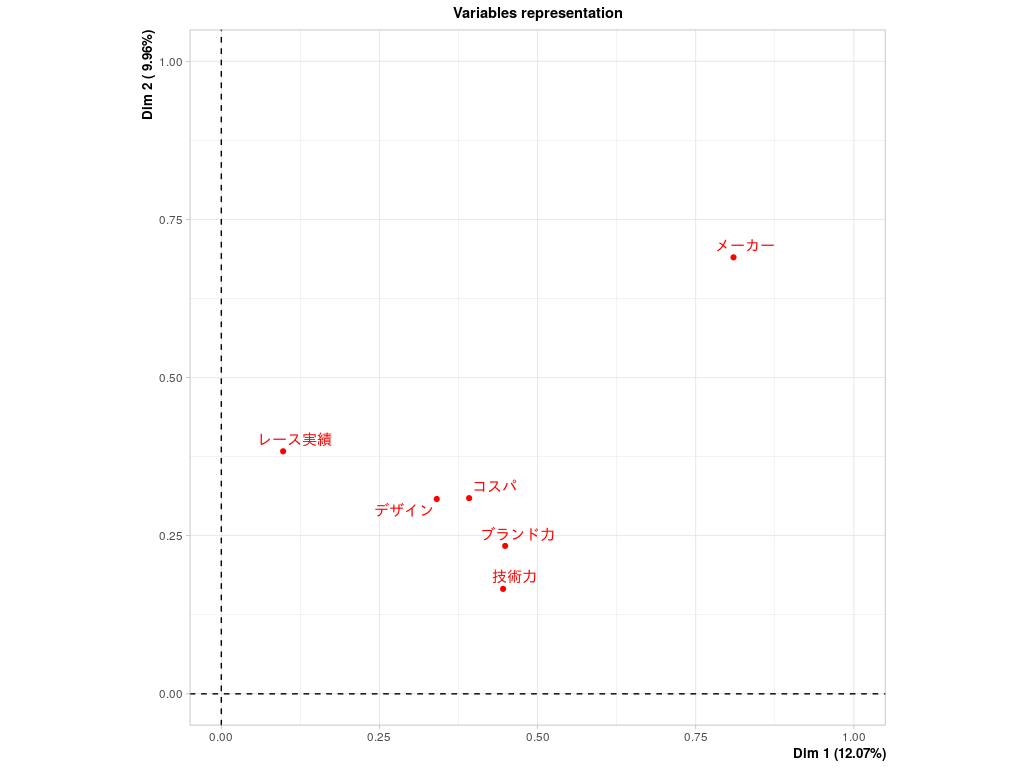 Variables representation
Dim 2 ( 9.96%)
1.00
0.75
0.50
0.25
0.00
メーカー
レース実績
コスパ
デザイン
ブランド力
技術力
0.00
0.25
0.50
0.75
1.00
Dim 1 (12.07%)